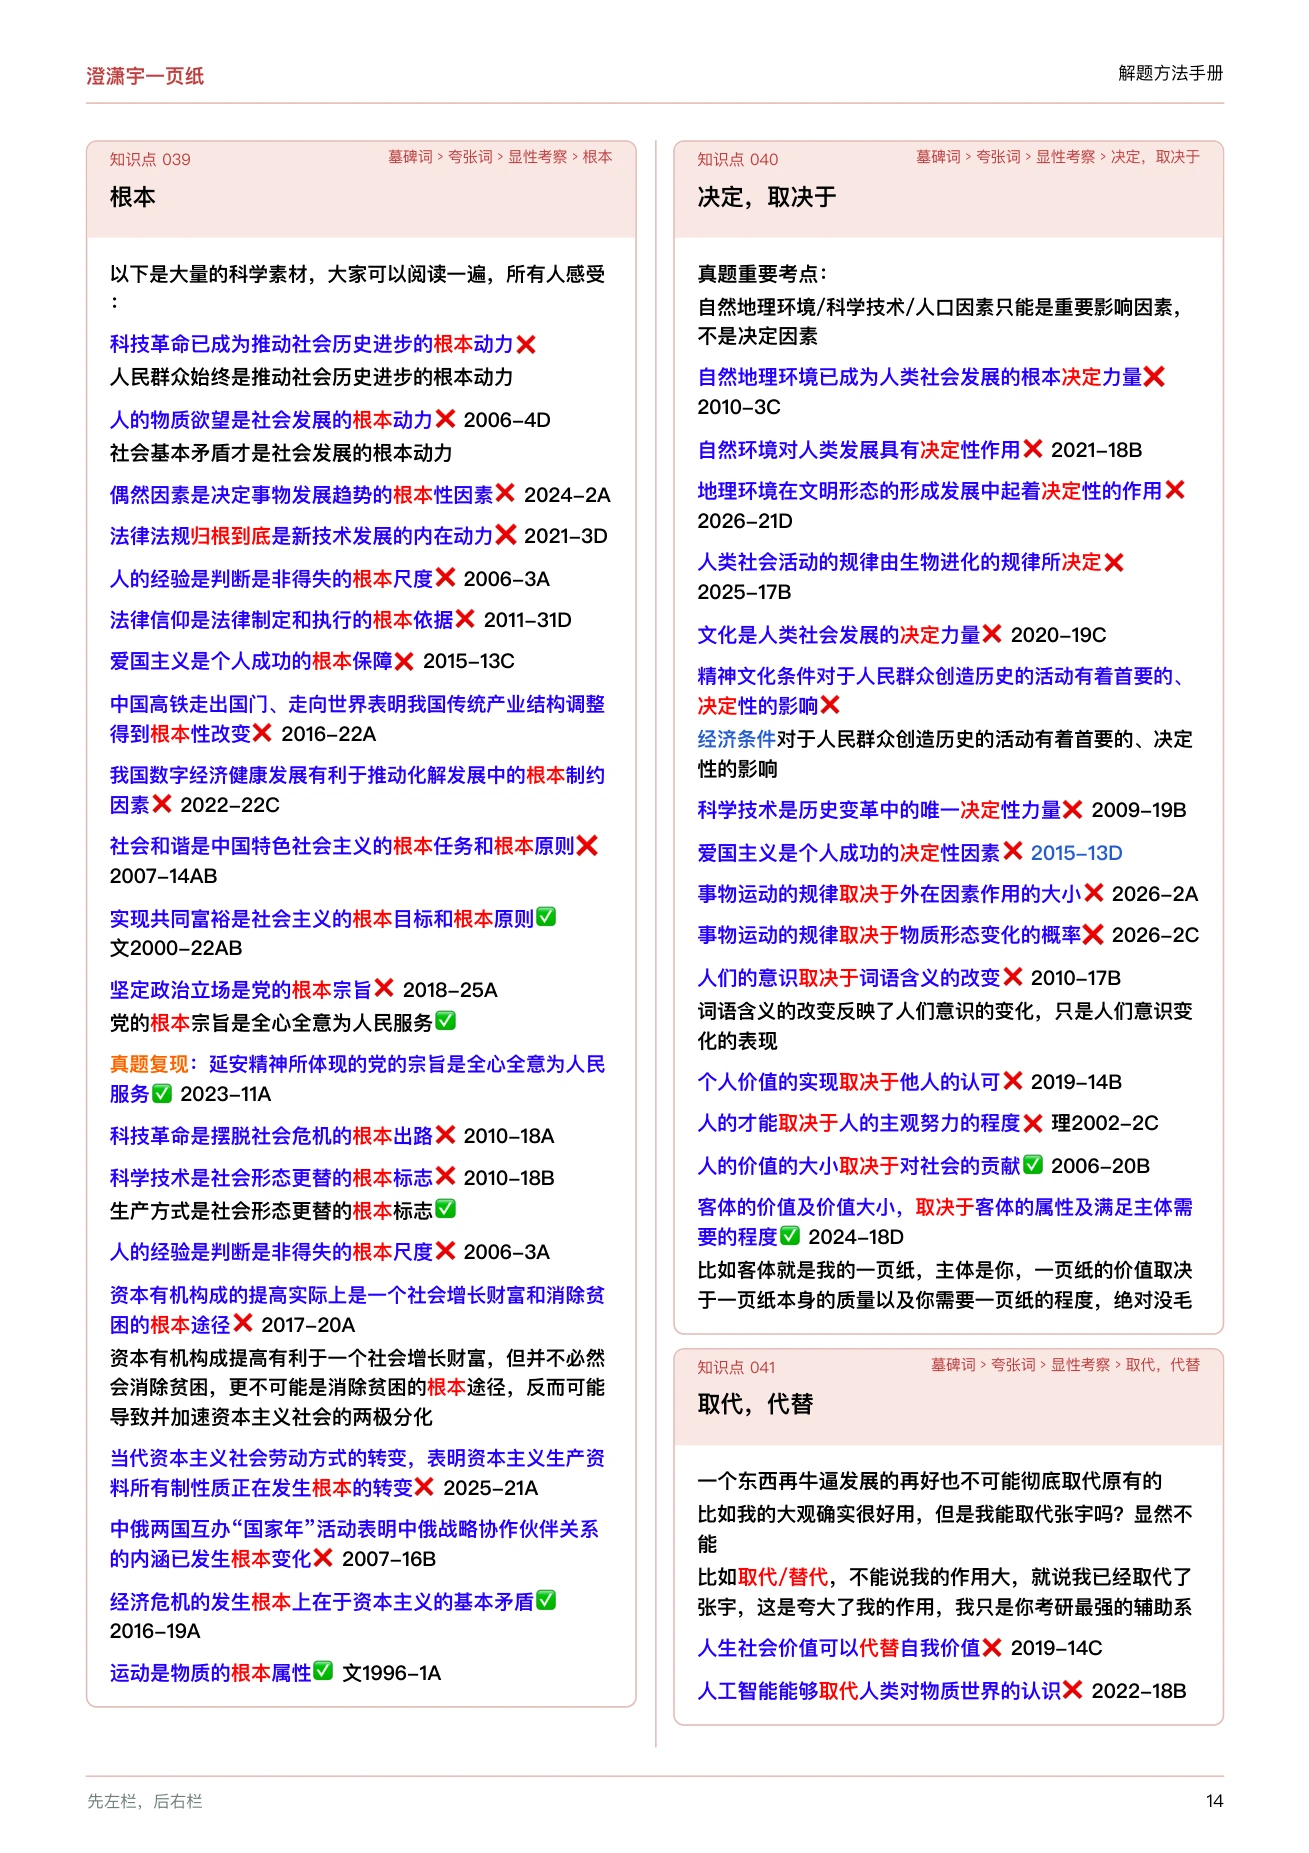 澄潇宇一页纸
解题方法手册
知识点 039
墓碑词 > 夸张词 > 显性考察 > 根本
根本
以下是大量的科学素材，大家可以阅读一遍，所有人感受
：
科技革命已成为推动社会历史进步的根本动力❌
人民群众始终是推动社会历史进步的根本动力
人的物质欲望是社会发展的根本动力❌ 2006-4D
社会基本矛盾才是社会发展的根本动力
偶然因素是决定事物发展趋势的根本性因素❌ 2024-2A
法律法规归根到底是新技术发展的内在动力❌ 2021-3D
人的经验是判断是非得失的根本尺度❌ 2006-3A
法律信仰是法律制定和执行的根本依据❌ 2011-31D
爱国主义是个人成功的根本保障❌ 2015-13C
中国高铁走出国门、走向世界表明我国传统产业结构调整
得到根本性改变❌ 2016-22A
我国数字经济健康发展有利于推动化解发展中的根本制约
因素❌ 2022-22C
社会和谐是中国特色社会主义的根本任务和根本原则❌
2007-14AB
实现共同富裕是社会主义的根本目标和根本原则✅
文2000-22AB
坚定政治立场是党的根本宗旨❌ 2018-25A
党的根本宗旨是全心全意为人民服务✅
真题复现：延安精神所体现的党的宗旨是全心全意为人民
服务✅ 2023-11A
科技革命是摆脱社会危机的根本出路❌ 2010-18A
科学技术是社会形态更替的根本标志❌ 2010-18B
生产方式是社会形态更替的根本标志✅
人的经验是判断是非得失的根本尺度❌ 2006-3A
资本有机构成的提高实际上是一个社会增长财富和消除贫
困的根本途径❌ 2017-20A
资本有机构成提高有利于一个社会增长财富，但并不必然
会消除贫困，更不可能是消除贫困的根本途径，反而可能
导致并加速资本主义社会的两极分化
当代资本主义社会劳动方式的转变，表明资本主义生产资
料所有制性质正在发生根本的转变❌ 2025-21A
中俄两国互办“国家年”活动表明中俄战略协作伙伴关系
的内涵已发生根本变化❌ 2007-16B
经济危机的发生根本上在于资本主义的基本矛盾✅
2016-19A
运动是物质的根本属性✅ 文1996-1A
知识点 040
墓碑词 > 夸张词 > 显性考察 > 决定，取决于
决定，取决于
真题重要考点：
自然地理环境/科学技术/人口因素只能是重要影响因素，
不是决定因素
自然地理环境已成为人类社会发展的根本决定力量❌
2010-3C
自然环境对人类发展具有决定性作用❌ 2021-18B
地理环境在文明形态的形成发展中起着决定性的作用❌
2026-21D
人类社会活动的规律由生物进化的规律所决定❌
2025-17B
文化是人类社会发展的决定力量❌ 2020-19C
精神文化条件对于人民群众创造历史的活动有着首要的、
决定性的影响❌
经济条件对于人民群众创造历史的活动有着首要的、决定
性的影响
科学技术是历史变革中的唯一决定性力量❌ 2009-19B
爱国主义是个人成功的决定性因素❌ 2015-13D
事物运动的规律取决于外在因素作用的大小❌ 2026-2A
事物运动的规律取决于物质形态变化的概率❌ 2026-2C
人们的意识取决于词语含义的改变❌ 2010-17B
词语含义的改变反映了人们意识的变化，只是人们意识变
化的表现
个人价值的实现取决于他人的认可❌ 2019-14B
人的才能取决于人的主观努力的程度❌ 理2002-2C
人的价值的大小取决于对社会的贡献✅ 2006-20B
客体的价值及价值大小，取决于客体的属性及满足主体需
要的程度✅ 2024-18D
比如客体就是我的一页纸，主体是你，一页纸的价值取决
于一页纸本身的质量以及你需要一页纸的程度，绝对没毛
知识点 041
墓碑词 > 夸张词 > 显性考察 > 取代，代替
取代，代替
一个东西再牛逼发展的再好也不可能彻底取代原有的
比如我的大观确实很好用，但是我能取代张宇吗？显然不
能
比如取代/替代，不能说我的作用大，就说我已经取代了
张宇，这是夸大了我的作用，我只是你考研最强的辅助系
人生社会价值可以代替自我价值❌ 2019-14C
人工智能能够取代人类对物质世界的认识❌ 2022-18B
先左栏，后右栏
14